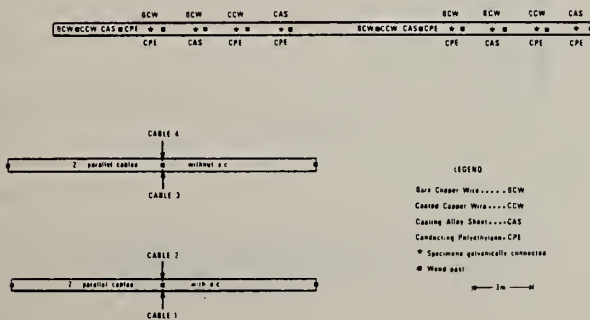 BCW BCW CCW CAS BCW BCW CCW CAS
BCW CCW CAS CPE ★ ■ ★ ■ ★ ■ ★ ■ BCW CCW CAS CPE ★ ■ ★ ■ ★ ■ ★ ■
CPE CAS CPE CPE CPE CAS CPE CPE
CABLE 4
2 parallel cables without a c
CABLE 3
CABLE 2
2 parallel cables with a c
CABLE 1
LEGEND
Bare Copper Wire.....BCW
Coated Copper Wire...CCW
Casting Alloy Sheet....CAS
Conducting Polyethylene-CPE
★ Specimens galvanically connected
■ Wood post
3m